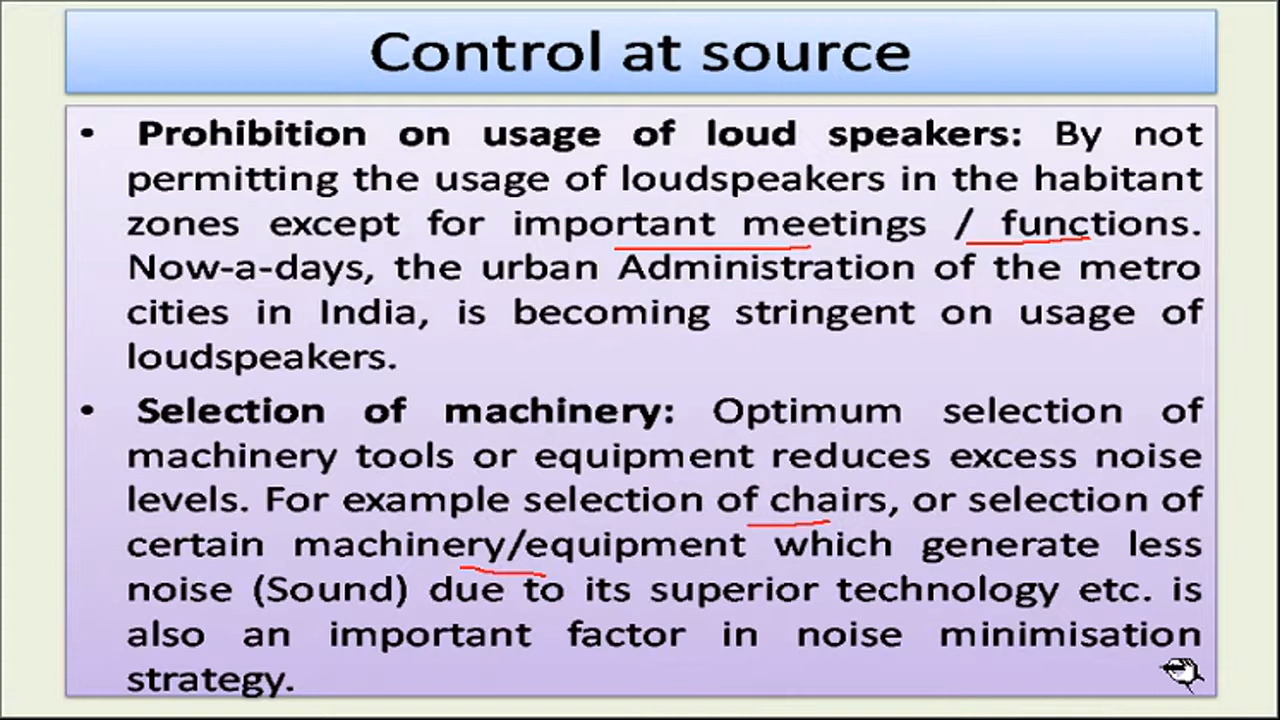 Control at source
• Prohibition on usage of loud speakers: By not
permitting the usage of loudspeakers in the habitant
zones except for important meetings / functions.
Now-a-days, the urban Administration of the metro
cities in India, is becoming stringent on usage of
loudspeakers.
• Selection of machinery: Optimum selection of
machinery tools or equipment reduces excess noise
levels. For example selection of chairs, or selection of
certain machinery/equipment which generate less
noise (Sound) due to its superior technology etc. is
also an important factor in noise minimisation
strategy.